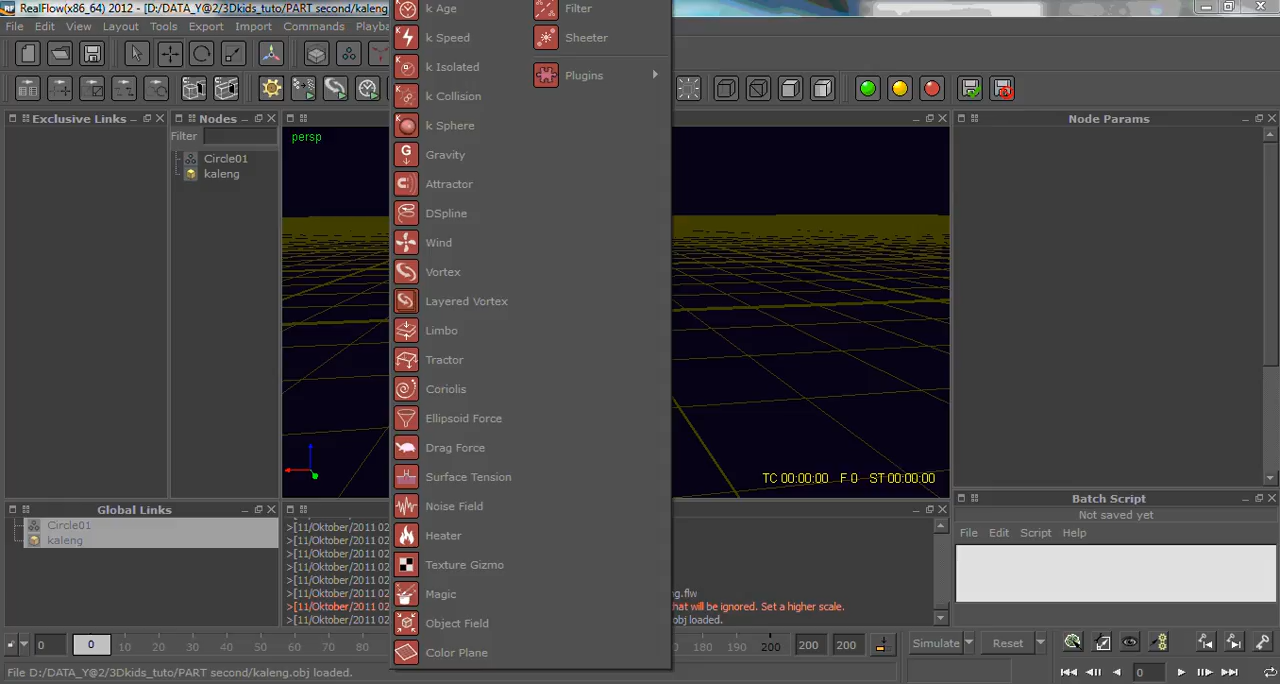 RealFlow(x86_64) 2012 - [D:/DATA_Y@2/3Dkids_tuto/PART second/kaleng
File Edit View Layout Tools Export Import Commands Playba
Exclusive Links
Nodes
Filter
Circle01
kaleng
persp
TC 00:00:00 F 0 ST 00:00:00
k Age
k Speed
k Isolated
k Collision
k Sphere
Gravity
Attractor
DSpline
Wind
Vortex
Layered Vortex
Limbo
Tractor
Coriolis
Ellipsoid Force
Drag Force
Surface Tension
Noise Field
Heater
Texture Gizmo
Magic
Object Field
Color Plane
Filter
Sheeter
Plugins
Node Params
Global Links
Circle01
kaleng
>[11/Oktober/2011 02
>[11/Oktober/2011 02
>[11/Oktober/2011 02
>[11/Oktober/2011 02
>[11/Oktober/2011 02
ng.flw
>[11/Oktober/2011 02
that will be ignored. Set a higher scale.
>[11/Oktober/2011 02
obj loaded.
Batch Script
Not saved yet
File Edit Script Help
0 0 10 20 30 40 50 60 70 80 180 190 200 200 200
Simulate Reset
0
File D:/DATA_Y@2/3Dkids_tuto/PART second/kaleng.obj loaded.